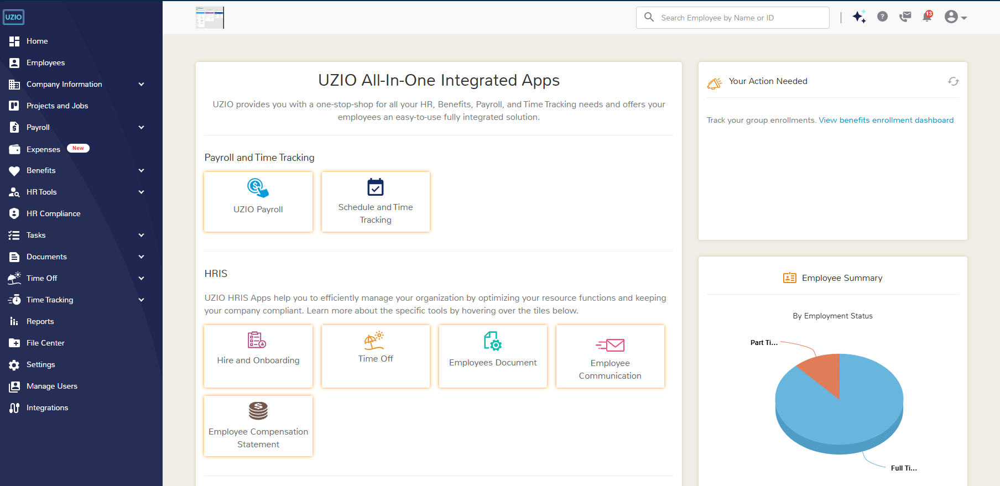 UZIO
Home
Employees
Company Information
Projects and Jobs
Payroll
Expenses New
Benefits
HR Tools
HR Compliance
Tasks
Documents
Time Off
Time Tracking
Reports
File Center
Settings
Manage Users
Integrations
Search Employee by Name or ID
13
UZIO All-In-One Integrated Apps
UZIO provides you with a one-stop-shop for all your HR, Benefits, Payroll, and Time Tracking needs and offers your
employees an easy-to-use fully integrated solution.
Payroll and Time Tracking
UZIO Payroll
Schedule and Time
Tracking
HRIS
UZIO HRIS Apps help you to efficiently manage your organization by optimizing your resource functions and keeping
your company compliant. Learn more about the specific tools by hovering over the tiles below.
Hire and Onboarding
Time Off
Employees Document
Employee
Communication
Employee Compensation
Statement
Your Action Needed
Track your group enrollments. View benefits enrollment dashboard
Employee Summary
By Employment Status
Part Ti...
Full Ti...